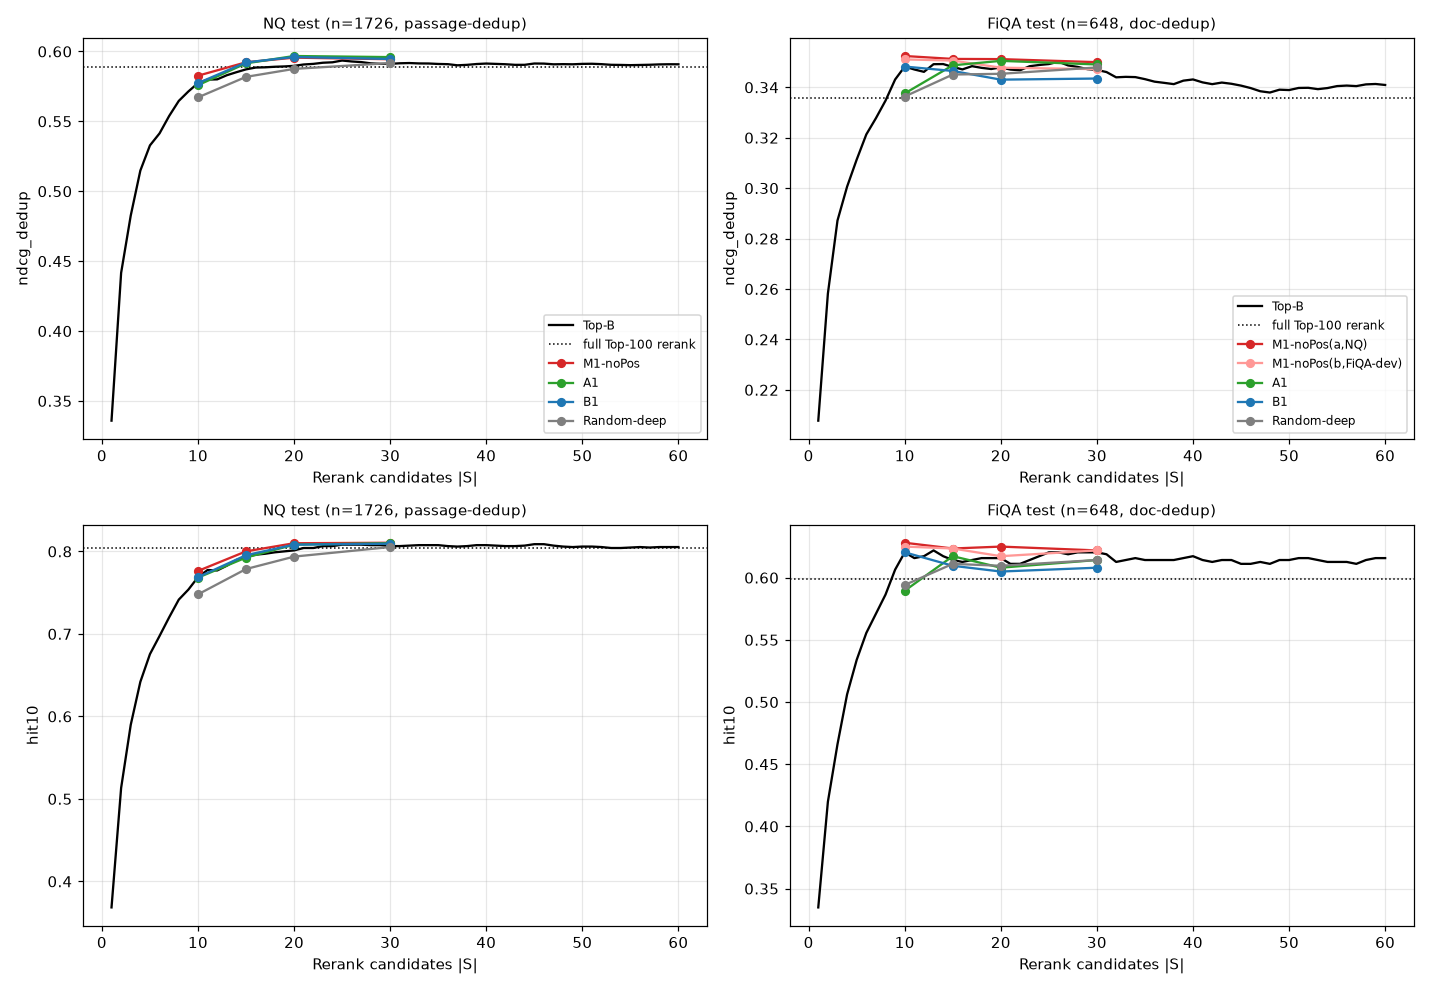 NQ test (n=1726, passage-dedup)
0.60
0.55
0.50
0.45
0.40
0.35
ndcg_dedup
0 10 20 30 40 50 60
Rerank candidates |S|
Top-B
full Top-100 rerank
M1-noPos
A1
B1
Random-deep
FiQA test (n=648, doc-dedup)
0.34
0.32
0.30
0.28
0.26
0.24
0.22
ndcg_dedup
0 10 20 30 40 50 60
Rerank candidates |S|
Top-B
full Top-100 rerank
M1-noPos(a,NQ)
M1-noPos(b,FiQA-dev)
A1
B1
Random-deep
NQ test (n=1726, passage-dedup)
0.8
0.7
0.6
0.5
0.4
hit10
0 10 20 30 40 50 60
Rerank candidates |S|
FiQA test (n=648, doc-dedup)
0.60
0.55
0.50
0.45
0.40
0.35
hit10
0 10 20 30 40 50 60
Rerank candidates |S|